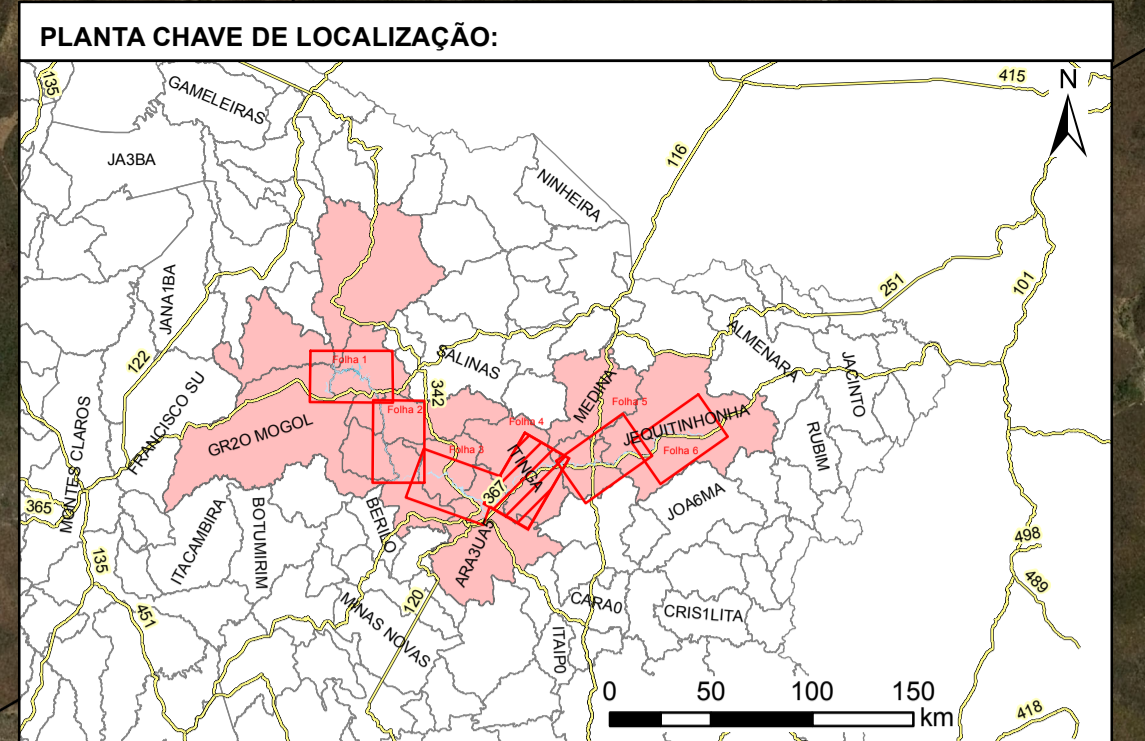 PLANTA CHAVE DE LOCALIZAÇÃO:
135
GAMELEIRAS
415
N
JA3BA
116
NINHEIRA
JANA1BA
251
101
122
Folha 1
SALINAS
ALMENARA
JACINTO
342
MEDINA
FRANCISCO SU
Folha 2
Folha 5
MONTES CLAROS
GR2O MOGOL
Folha 4
JEQUITINHONHA
RUBIM
Folha 3
ITINGA
Folha 6
367
365
ITACAMBIRA
BOTUMIRIM
BERILO
JOA6MA
ARA3UA5
498
135
489
451
120
MINAS NOVAS
CARA0
CRIS1LITA
ITAIP0
0 50 100 150
km
418